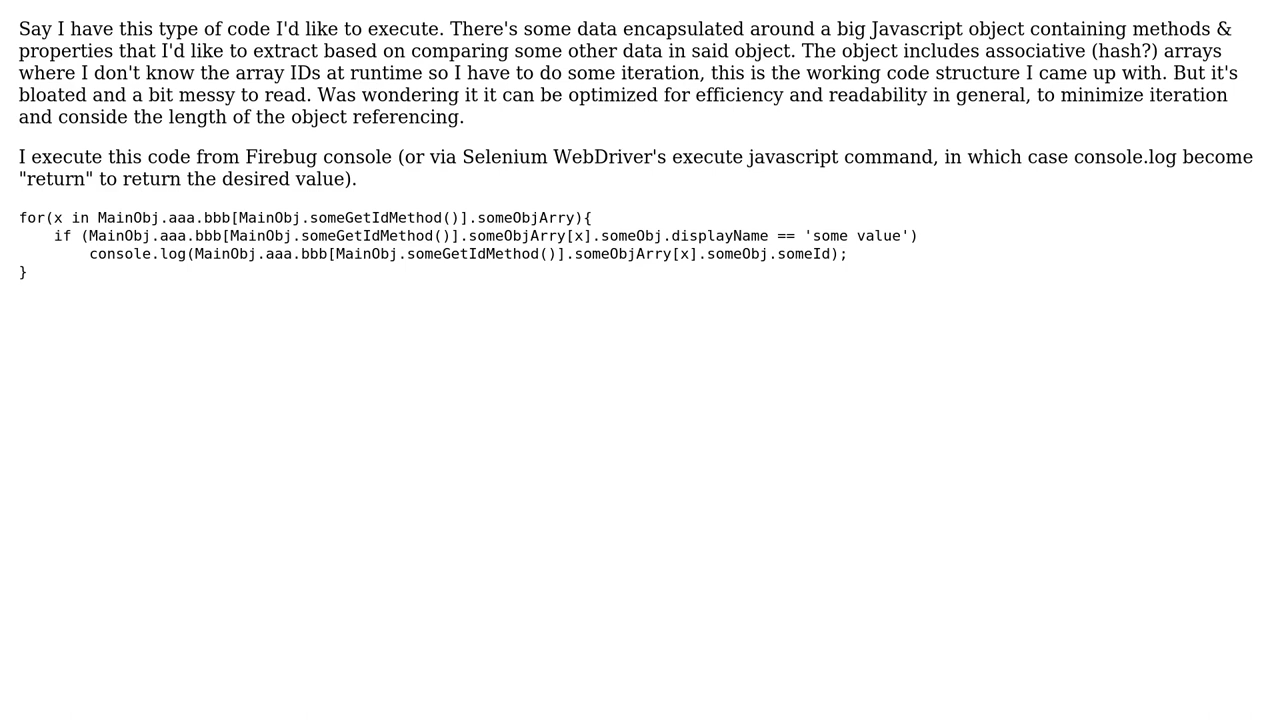 Say I have this type of code I'd like to execute. There's some data encapsulated around a big Javascript object containing methods &
properties that I'd like to extract based on comparing some other data in said object. The object includes associative (hash?) arrays
where I don't know the array IDs at runtime so I have to do some iteration, this is the working code structure I came up with. But it's
bloated and a bit messy to read. Was wondering it it can be optimized for efficiency and readability in general, to minimize iteration
and conside the length of the object referencing.
I execute this code from Firebug console (or via Selenium WebDriver's execute javascript command, in which case console.log become
"return" to return the desired value).
for(x in MainObj.aaa.bbb[MainObj.someGetIdMethod()].someObjArry){
    if (MainObj.aaa.bbb[MainObj.someGetIdMethod()].someObjArry[x].someObj.displayName == 'some value')
        console.log(MainObj.aaa.bbb[MainObj.someGetIdMethod()].someObjArry[x].someObj.someId);
}